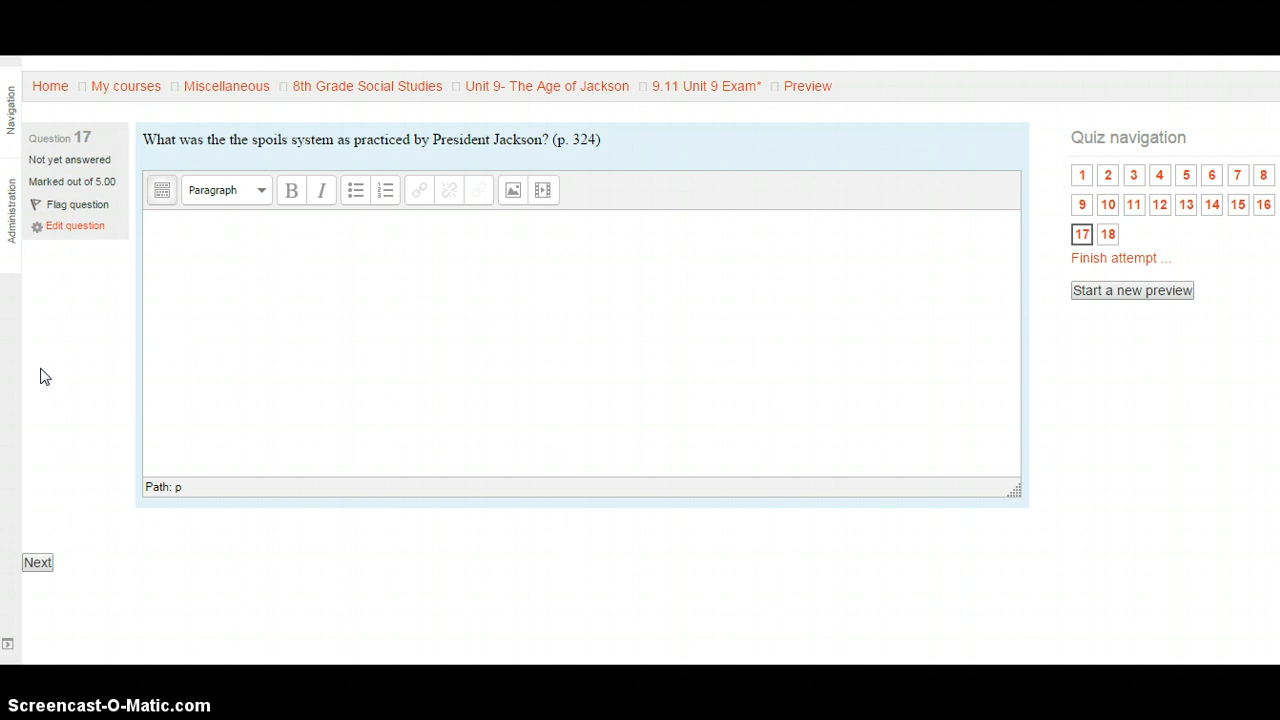 Home My courses Miscellaneous 8th Grade Social Studies Unit 9- The Age of Jackson 9.11 Unit 9 Exam* Preview
Navigation
Administration
Question 17
Not yet answered
Marked out of 5.00
Flag question
Edit question
What was the the spoils system as practiced by President Jackson? (p. 324)
Paragraph B I
Path: p
Next
Quiz navigation
1 2 3 4 5 6 7 8
9 10 11 12 13 14 15 16
17 18
Finish attempt ...
Start a new preview
Screencast-O-Matic.com